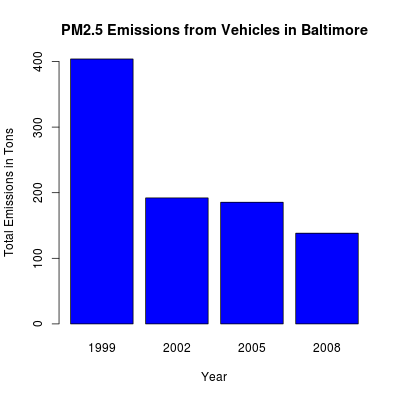 PM2.5 Emissions from Vehicles in Baltimore
Total Emissions in Tons
400
300
200
100
0
1999 2002 2005 2008
Year